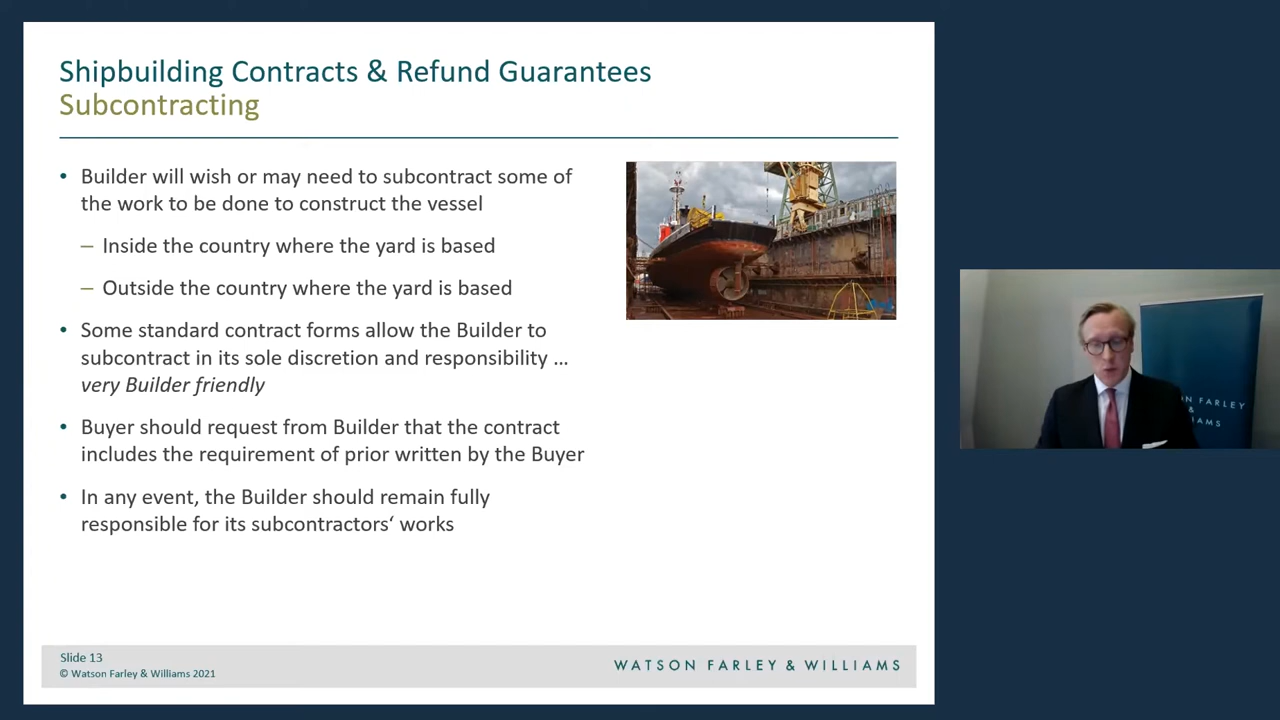 Shipbuilding Contracts & Refund Guarantees
Subcontracting
• Builder will wish or may need to subcontract some of
the work to be done to construct the vessel
– Inside the country where the yard is based
– Outside the country where the yard is based
• Some standard contract forms allow the Builder to
subcontract in its sole discretion and responsibility ...
very Builder friendly
• Buyer should request from Builder that the contract
includes the requirement of prior written by the Buyer
• In any event, the Builder should remain fully
responsible for its subcontractors‘ works
Slide 13
© Watson Farley & Williams 2021
WATSON FARLEY & WILLIAMS
N FARLEY
&
LLIAMS